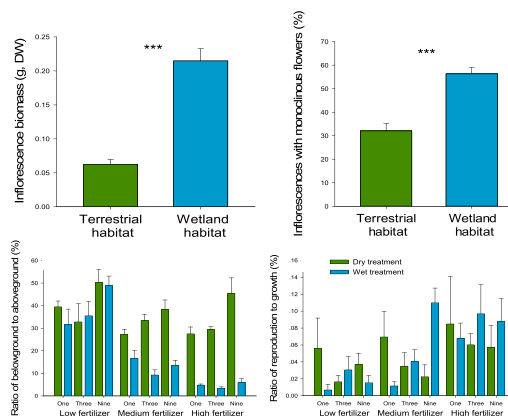 Inflorescence biomass (g, DW)
0.25
0.20
0.15
0.10
0.05
0.00
***
Terrestrial habitat
Wetland habitat
Inflorescences with monoclinous flowers (%)
70
60
50
40
30
20
10
0
***
Terrestrial habitat
Wetland habitat
Ratio of belowground to aboveground (%)
60
50
40
30
20
10
0
One Three Nine One Three Nine One Three Nine
Low fertilizer Medium fertilizer High fertilizer
Ratio of reproduction to growth (%)
.16
.14
.12
.10
.08
.06
.04
.02
0.00
Dry treatment
Wet treatment
One Three Nine One Three Nine One Three Nine
Low fertilizer Medium fertilizer High fertilizer